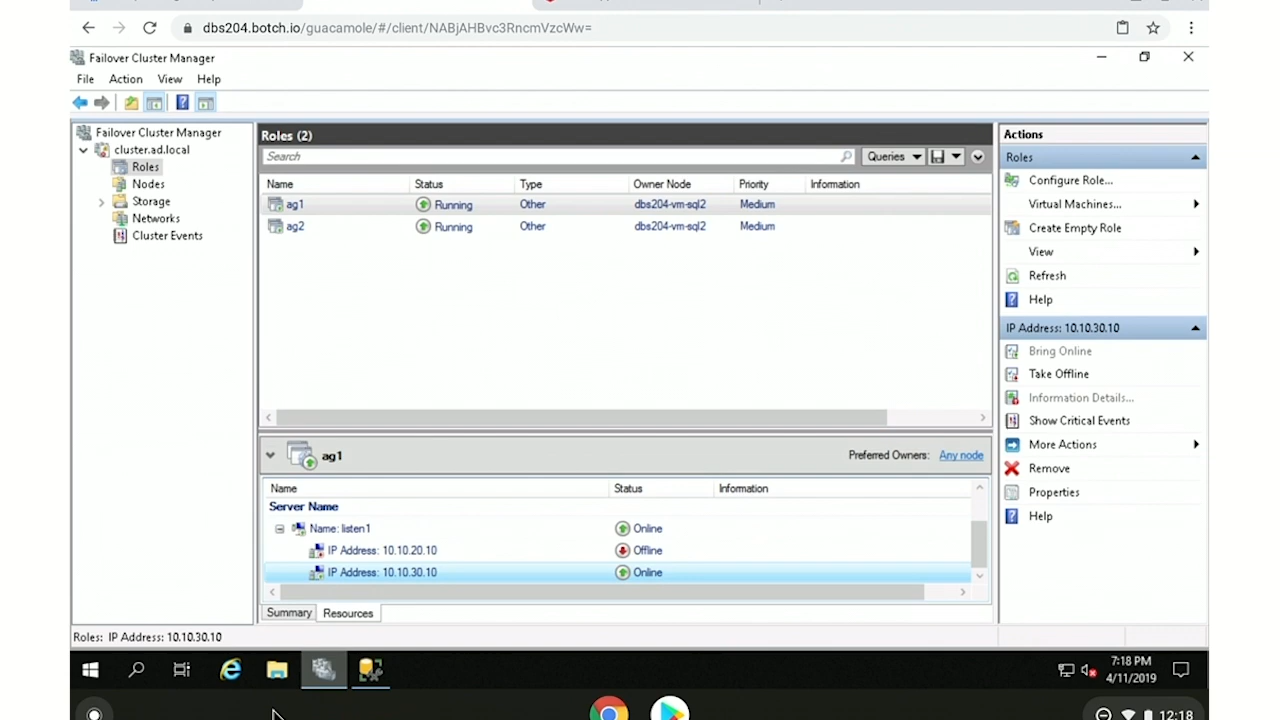 dbs204.botch.io/guacamole/#/client/NABjAHBvc3RncmVzcWw=
Failover Cluster Manager
File Action View Help
Failover Cluster Manager
cluster.ad.local
Roles
Nodes
Storage
Networks
Cluster Events
Roles (2)
Search
Queries
Name Status Type Owner Node Priority Information
ag1 Running Other dbs204-vm-sql2 Medium
ag2 Running Other dbs204-vm-sql2 Medium
ag1 Preferred Owners: Any node
Name Status Information
Server Name
Name: listen1 Online
IP Address: 10.10.20.10 Offline
IP Address: 10.10.30.10 Online
Summary Resources
Actions
Roles
Configure Role...
Virtual Machines...
Create Empty Role
View
Refresh
Help
IP Address: 10.10.30.10
Bring Online
Take Offline
Information Details...
Show Critical Events
More Actions
Remove
Properties
Help
Roles: IP Address: 10.10.30.10
7:18 PM
4/11/2019
12:18